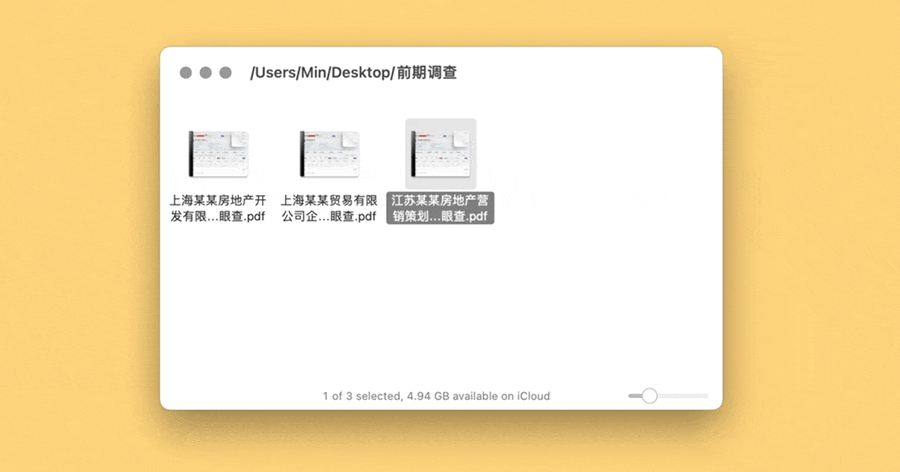 /Users/Min/Desktop/前期调查
上海某某房地产开
发有限...眼查.pdf
上海某某贸易有限
公司企...眼查.pdf
江苏某某房地产营
销策划...眼查.pdf
1 of 3 selected, 4.94 GB available on iCloud